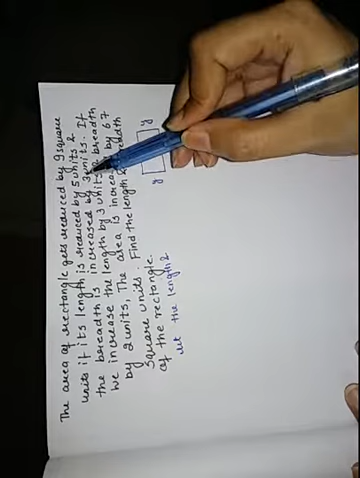 The area of rectangle gets reduced by 9 square
units if its length is reduced by 5 units &
the breadth is increased by 3 units. If
we increase the length by 3 units & breadth
by 2 units, The area is increased by 67
square units. Find the length & breadth
of the rectangle.
let the length
y
y